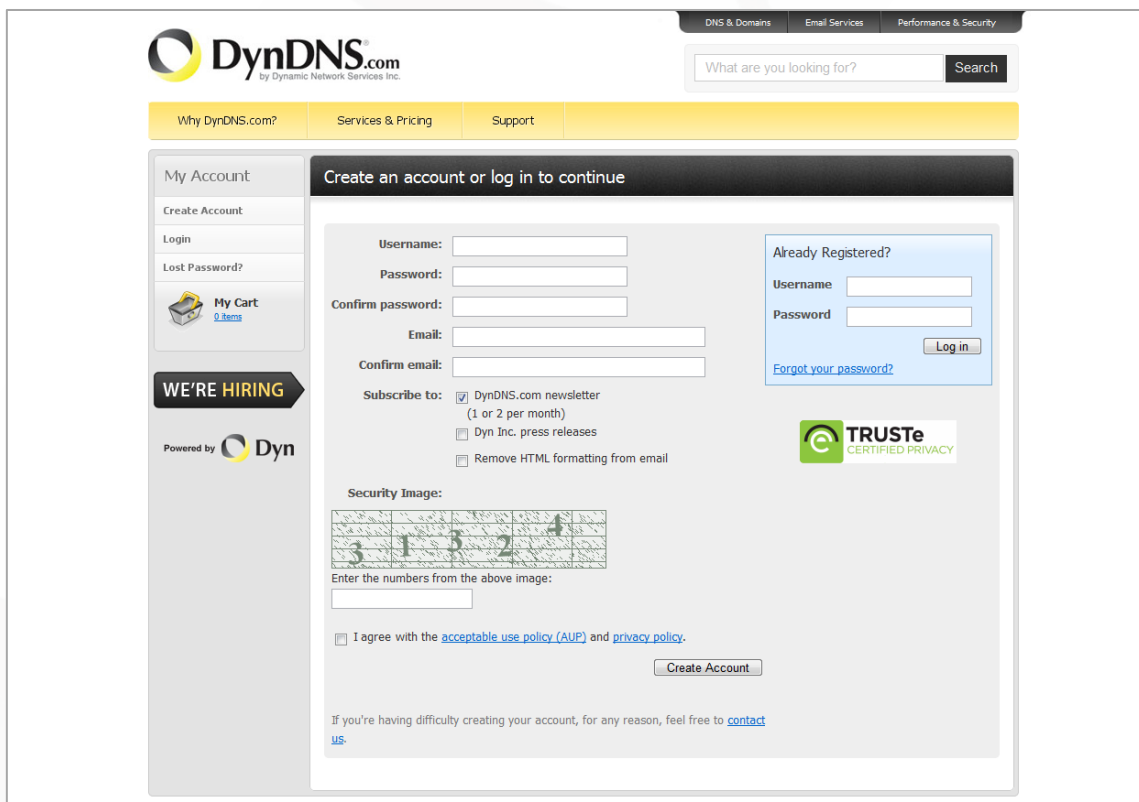 DNS & Domains
Email Services
Performance & Security
DynDNS.com
by Dynamic Network Services Inc.
What are you looking for?
Search
Why DynDNS.com?
Services & Pricing
Support
My Account
Create Account
Login
Lost Password?
My Cart
0 items
WE'RE HIRING
Powered by Dyn
Create an account or log in to continue
Username:
Password:
Confirm password:
Email:
Confirm email:
Subscribe to:
DynDNS.com newsletter
(1 or 2 per month)
Dyn Inc. press releases
Remove HTML formatting from email
Security Image:
3 1 3 2 4
Enter the numbers from the above image:
I agree with the acceptable use policy (AUP) and privacy policy.
Create Account
If you're having difficulty creating your account, for any reason, feel free to contact
us.
Already Registered?
Username
Password
Log in
Forgot your password?
TRUSTe
CERTIFIED PRIVACY